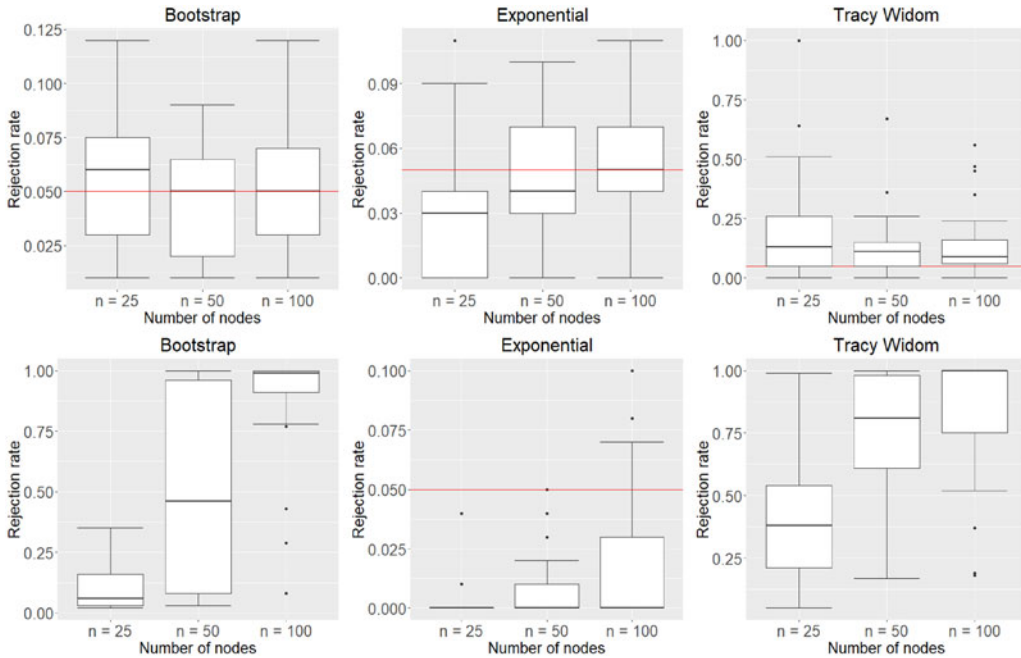 Bootstrap
Rejection rate
0.125
0.100
0.075
0.050
0.025
n = 25 n = 50 n = 100
Number of nodes
Exponential
Rejection rate
0.09
0.06
0.03
0.00
n = 25 n = 50 n = 100
Number of nodes
Tracy Widom
Rejection rate
1.00
0.75
0.50
0.25
0.00
n = 25 n = 50 n = 100
Number of nodes
Bootstrap
Rejection rate
1.00
0.75
0.50
0.25
0.00
n = 25 n = 50 n = 100
Number of nodes
Exponential
Rejection rate
0.100
0.075
0.050
0.025
0.000
n = 25 n = 50 n = 100
Number of nodes
Tracy Widom
Rejection rate
1.00
0.75
0.50
0.25
n = 25 n = 50 n = 100
Number of nodes